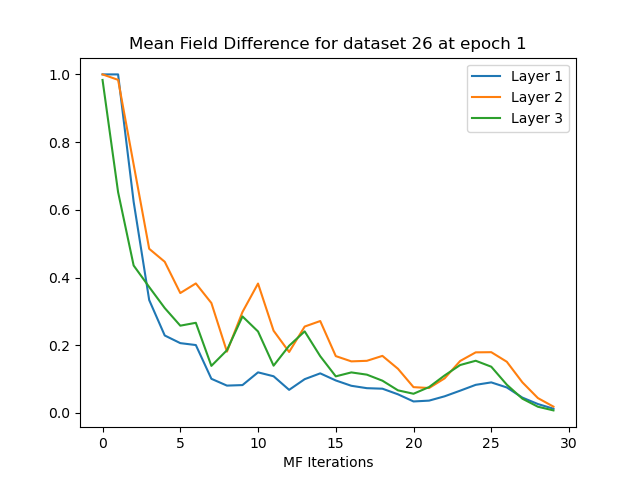 Mean Field Difference for dataset 26 at epoch 1
1.0
0.8
0.6
0.4
0.2
0.0
Layer 1
Layer 2
Layer 3
0 5 10 15 20 25 30
MF Iterations